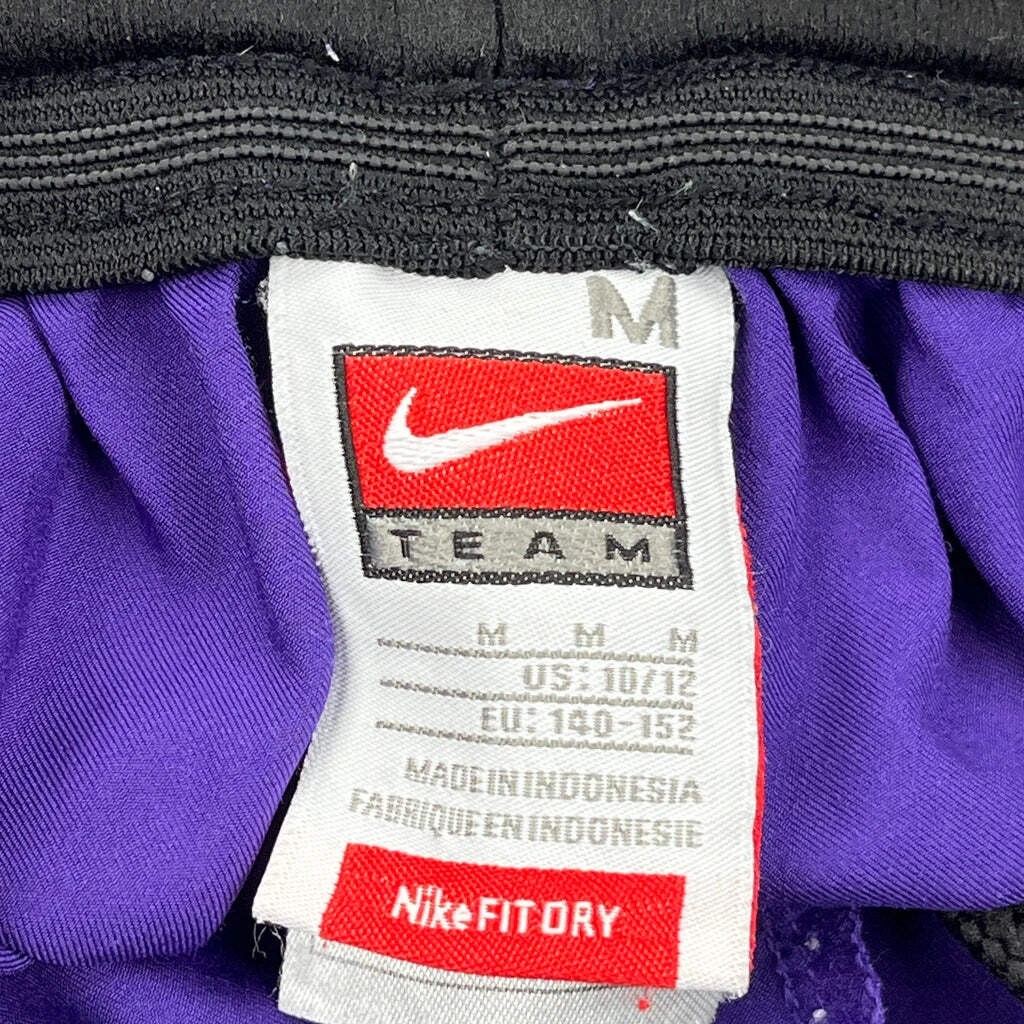 M
TEAM
M M M
US: 10/12
EU: 140-152
MADE IN INDONESIA
FABRIQUE EN INDONESIE
Nike FIT DRY